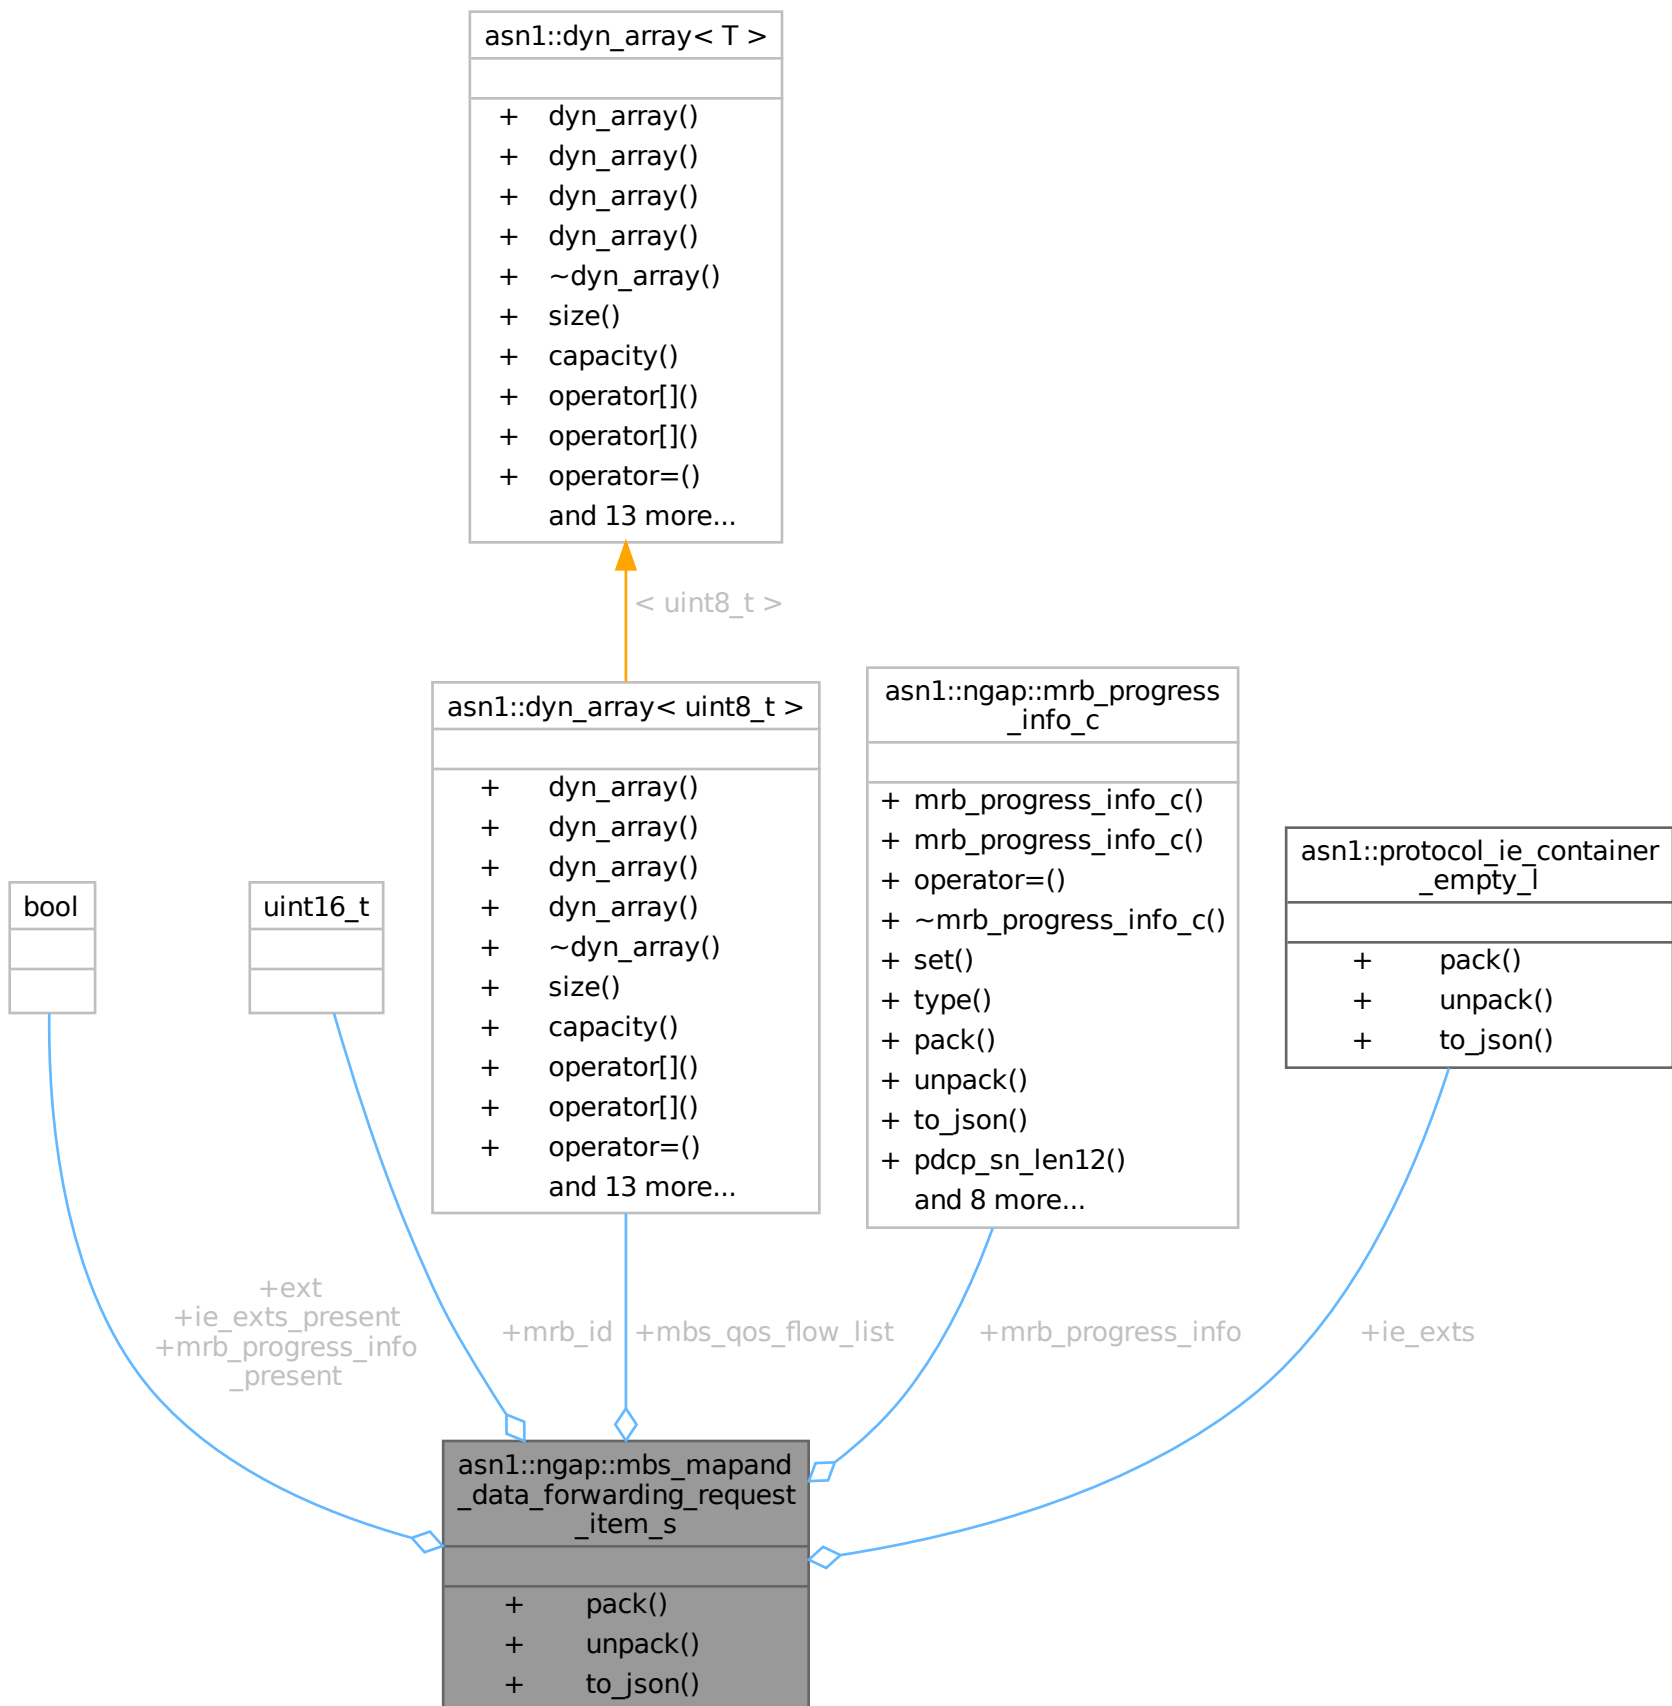 asn1::dyn_array< T >
+ dyn_array()
+ dyn_array()
+ dyn_array()
+ dyn_array()
+ ~dyn_array()
+ size()
+ capacity()
+ operator[]()
+ operator[]()
+ operator=()
and 13 more...
< uint8_t >
asn1::dyn_array< uint8_t >
+ dyn_array()
+ dyn_array()
+ dyn_array()
+ dyn_array()
+ ~dyn_array()
+ size()
+ capacity()
+ operator[]()
+ operator[]()
+ operator=()
and 13 more...
asn1::ngap::mrb_progress
_info_c
+ mrb_progress_info_c()
+ mrb_progress_info_c()
+ operator=()
+ ~mrb_progress_info_c()
+ set()
+ type()
+ pack()
+ unpack()
+ to_json()
+ pdcp_sn_len12()
and 8 more...
asn1::protocol_ie_container
_empty_l
+ pack()
+ unpack()
+ to_json()
bool
uint16_t
+ext
+ie_exts_present
+mrb_progress_info
_present
+mrb_id
+mbs_qos_flow_list
+mrb_progress_info
+ie_exts
asn1::ngap::mbs_mapand
_data_forwarding_request
_item_s
+ pack()
+ unpack()
+ to_json()